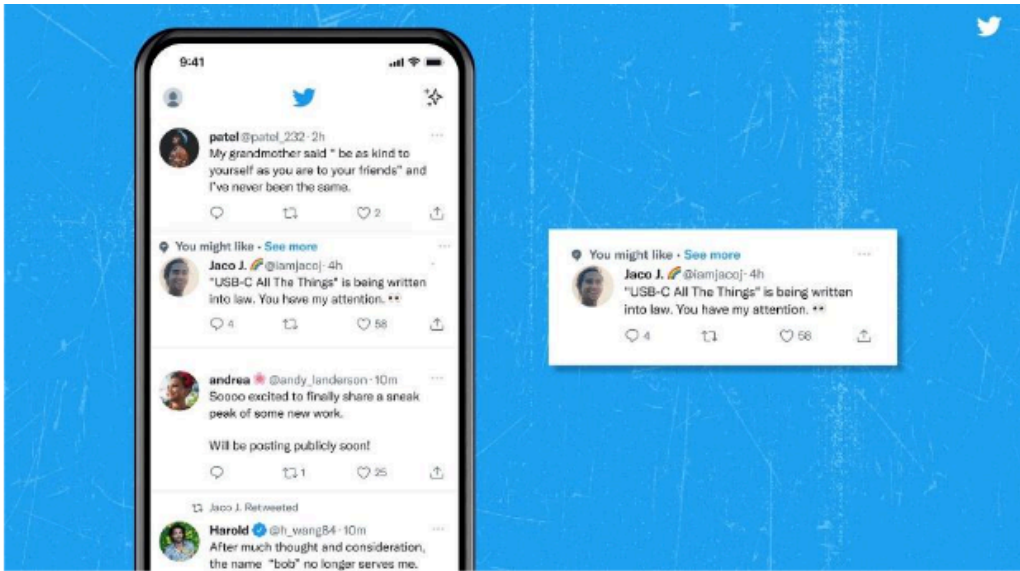 9:41
patel @patel_232 · 2h
My grandmother said " be as kind to
yourself as you are to your friends" and
I've never been the same.
2
You might like · See more
Jaco J. 🌈 @iamjacoj · 4h
"USB-C All The Things" is being written
into law. You have my attention. 👀
4 58
andrea 🌸 @andy_landerson · 10m
Soooo excited to finally share a sneak
peak of some new work.
Will be posting publicly soon!
1 25
Jaco J. Retweeted
Harold @h_wang84 · 10m
After much thought and consideration,
the name "bob" no longer serves me.
You might like · See more
Jaco J. 🌈 @iamjacoj · 4h
"USB-C All The Things" is being written
into law. You have my attention. 👀
4 58